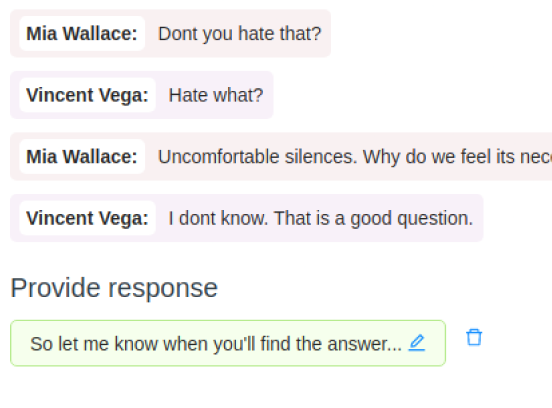 Mia Wallace: Dont you hate that?
Vincent Vega: Hate what?
Mia Wallace: Uncomfortable silences. Why do we feel its nec
Vincent Vega: I dont know. That is a good question.
Provide response
So let me know when you'll find the answer...